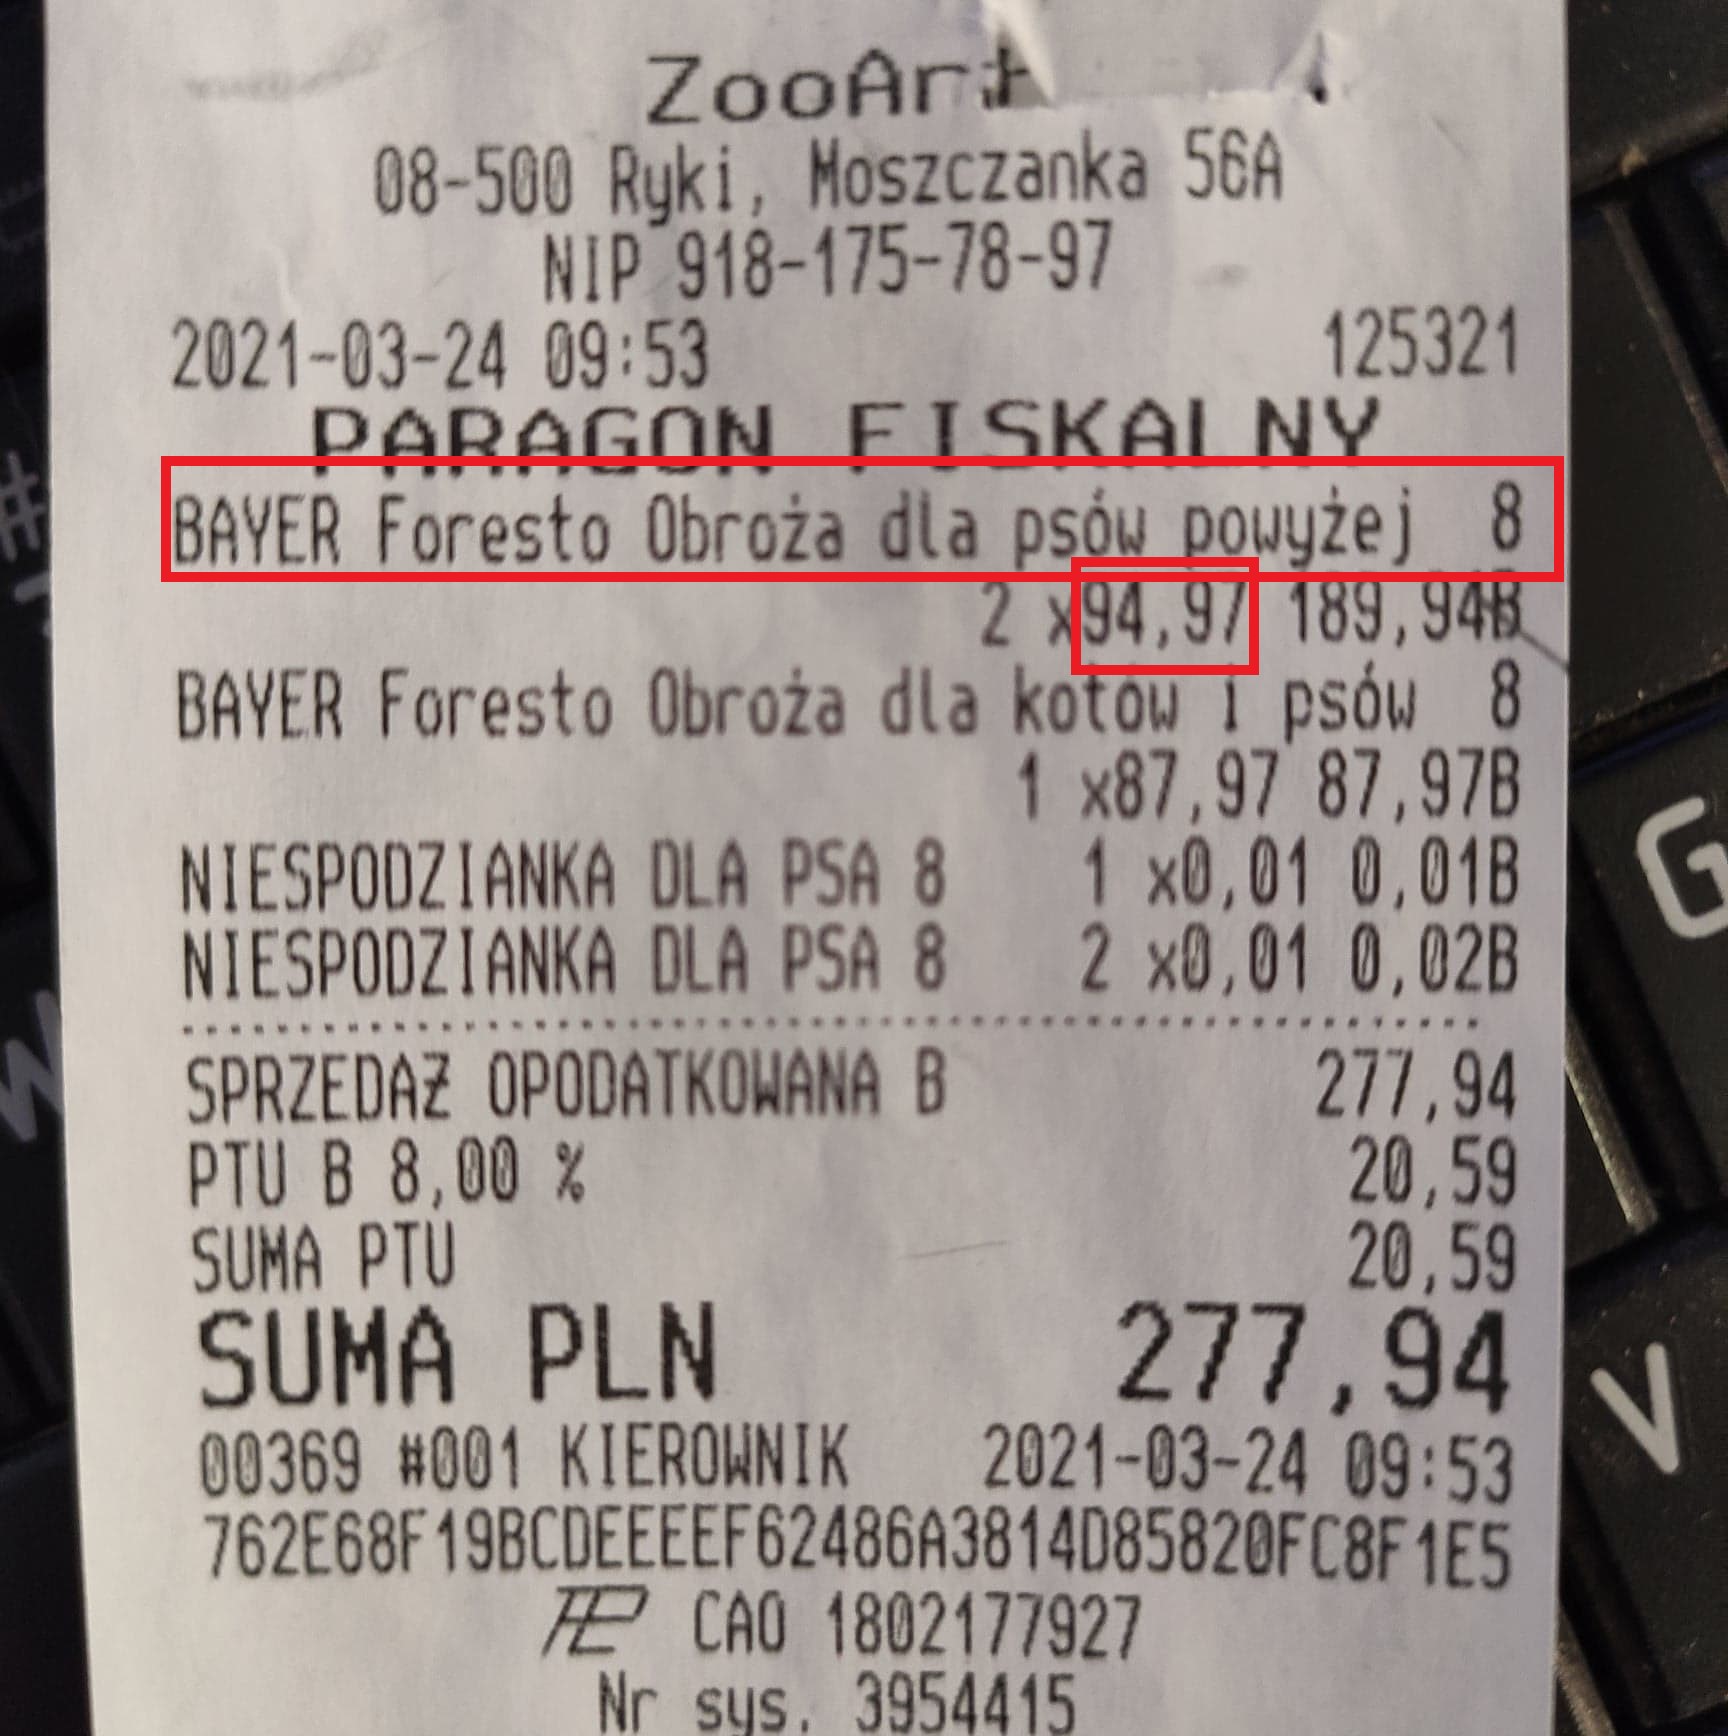 ZooArt
08-500 Ryki, Moszczanka 56A
NIP 918-175-78-97
2021-03-24 09:53 125321
PARAGON FISKALNY
BAYER Foresto Obroża dla psów powyżej 8
2 x94,97 189,94B
BAYER Foresto Obroża dla kotów i psów 8
1 x87,97 87,97B
NIESPODZIANKA DLA PSA 8 1 x0,01 0,01B
NIESPODZIANKA DLA PSA 8 2 x0,01 0,02B
SPRZEDAŻ OPODATKOWANA B 277,94
PTU B 8,00 % 20,59
SUMA PTU 20,59
SUMA PLN 277,94
00369 #001 KIEROWNIK 2021-03-24 09:53
762E68F19BCDEEEEF62486A3814D85820FC8F1E5
CAO 1802177927
Nr sys. 3954415
#
W
G
V